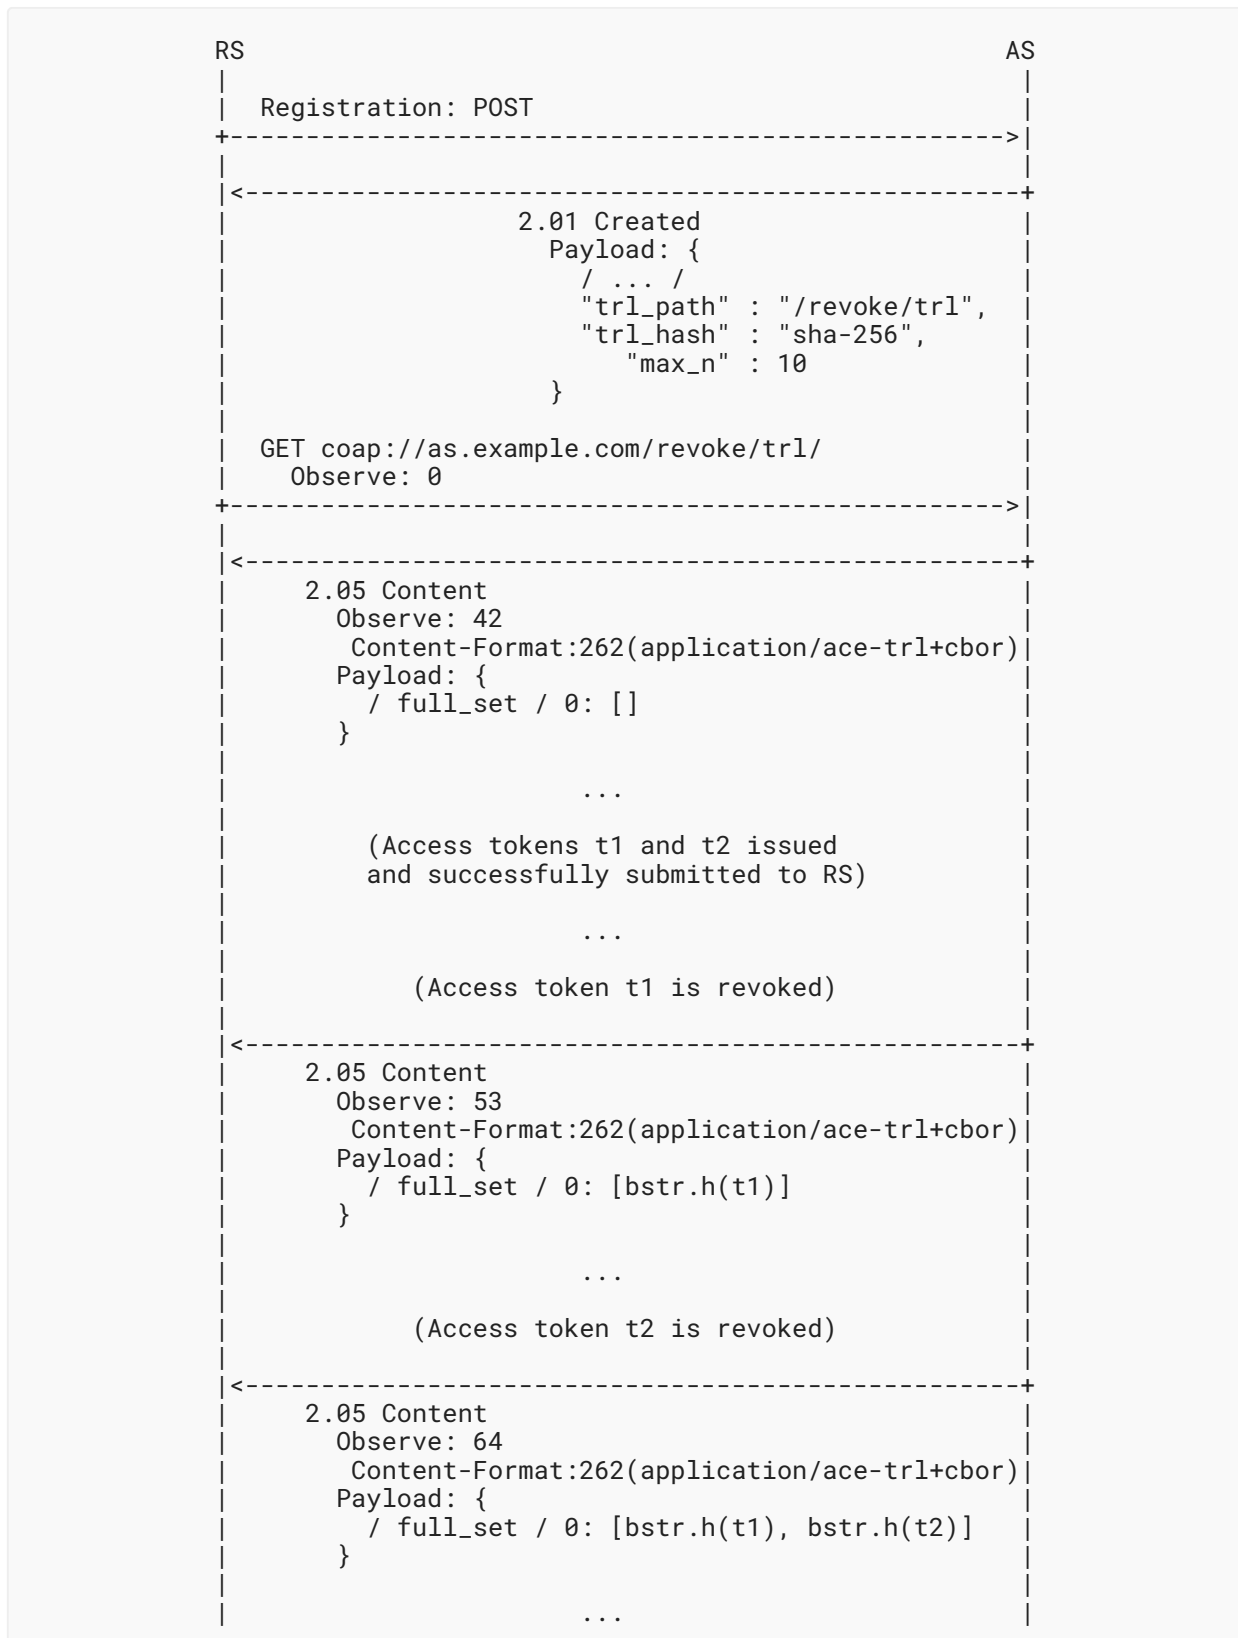 RS                                                  AS
|                                                    |
|  Registration: POST                                |
+--------------------------------------------------->|
|                                                    |
|<---------------------------------------------------+
|                   2.01 Created                     |
|                     Payload: {                     |
|                       / ... /                      |
|                       "trl_path" : "/revoke/trl",  |
|                       "trl_hash" : "sha-256",      |
|                          "max_n" : 10              |
|                     }                              |
|                                                    |
|  GET coap://as.example.com/revoke/trl/             |
|    Observe: 0                                      |
+--------------------------------------------------->|
|                                                    |
|<---------------------------------------------------+
|     2.05 Content                                   |
|       Observe: 42                                  |
|        Content-Format:262(application/ace-trl+cbor)|
|       Payload: {                                   |
|         / full_set / 0: []                         |
|       }                                            |
|                                                    |
|                       ...                          |
|                                                    |
|         (Access tokens t1 and t2 issued            |
|         and successfully submitted to RS)          |
|                                                    |
|                       ...                          |
|                                                    |
|            (Access token t1 is revoked)            |
|                                                    |
|<---------------------------------------------------+
|     2.05 Content                                   |
|       Observe: 53                                  |
|        Content-Format:262(application/ace-trl+cbor)|
|       Payload: {                                   |
|         / full_set / 0: [bstr.h(t1)]               |
|       }                                            |
|                                                    |
|                       ...                          |
|                                                    |
|            (Access token t2 is revoked)            |
|                                                    |
|<---------------------------------------------------+
|     2.05 Content                                   |
|       Observe: 64                                  |
|        Content-Format:262(application/ace-trl+cbor)|
|       Payload: {                                   |
|         / full_set / 0: [bstr.h(t1), bstr.h(t2)]   |
|       }                                            |
|                                                    |
|                       ...                          |